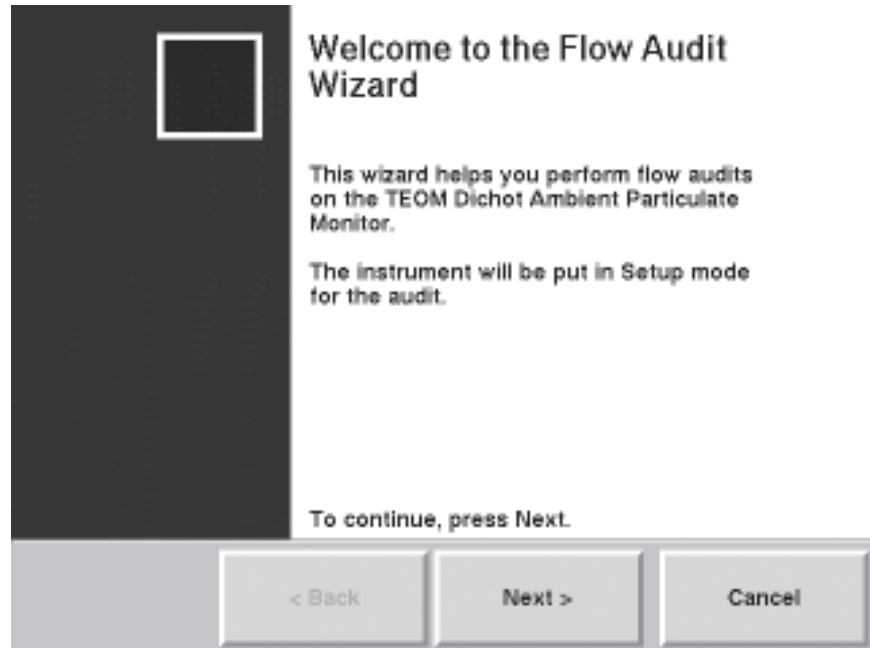 Welcome to the Flow Audit
Wizard
This wizard helps you perform flow audits
on the TEOM Dichot Ambient Particulate
Monitor.
The instrument will be put in Setup mode
for the audit.
To continue, press Next.
< Back
Next >
Cancel